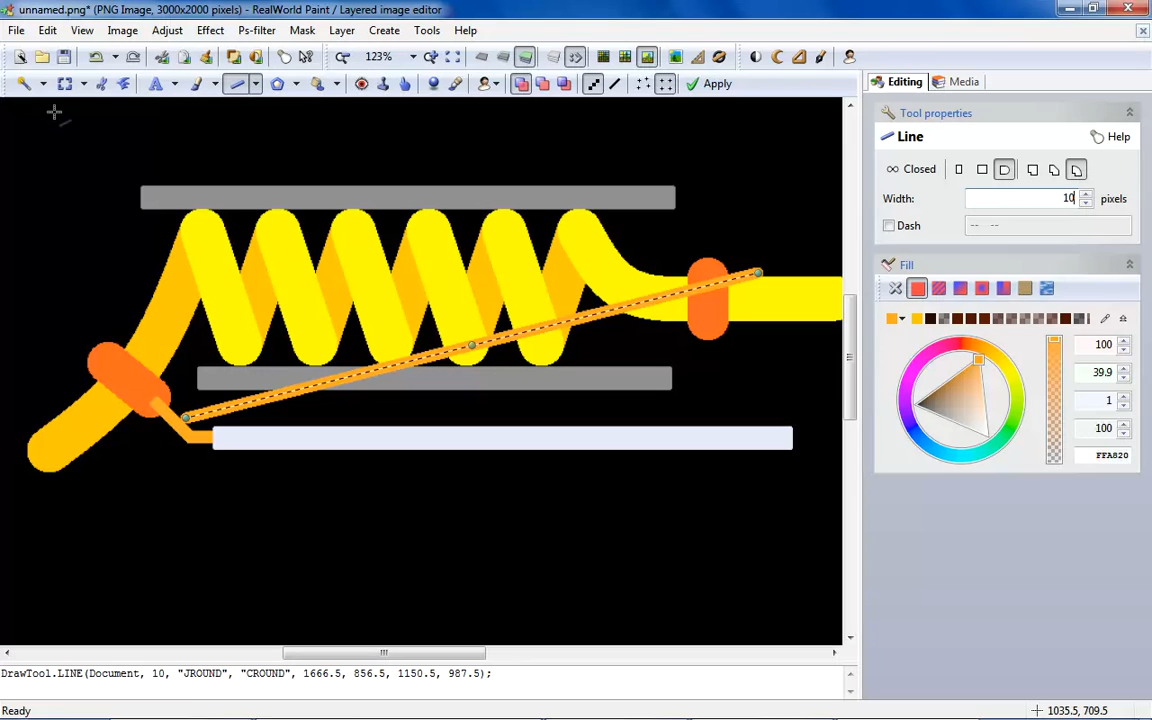 unnamed.png* (PNG Image, 3000x2000 pixels) - RealWorld Paint / Layered image editor
File Edit View Image Adjust Effect Ps-filter Mask Layer Create Tools Help
123%
Apply
Editing Media
Tool properties
Line Help
Closed
Width: 10 pixels
Dash -- --
Fill
100
39.9
1
100
FFA820
DrawTool.LINE(Document, 10, "JROUND", "CROUND", 1666.5, 856.5, 1150.5, 987.5);
Ready 1035.5, 709.5